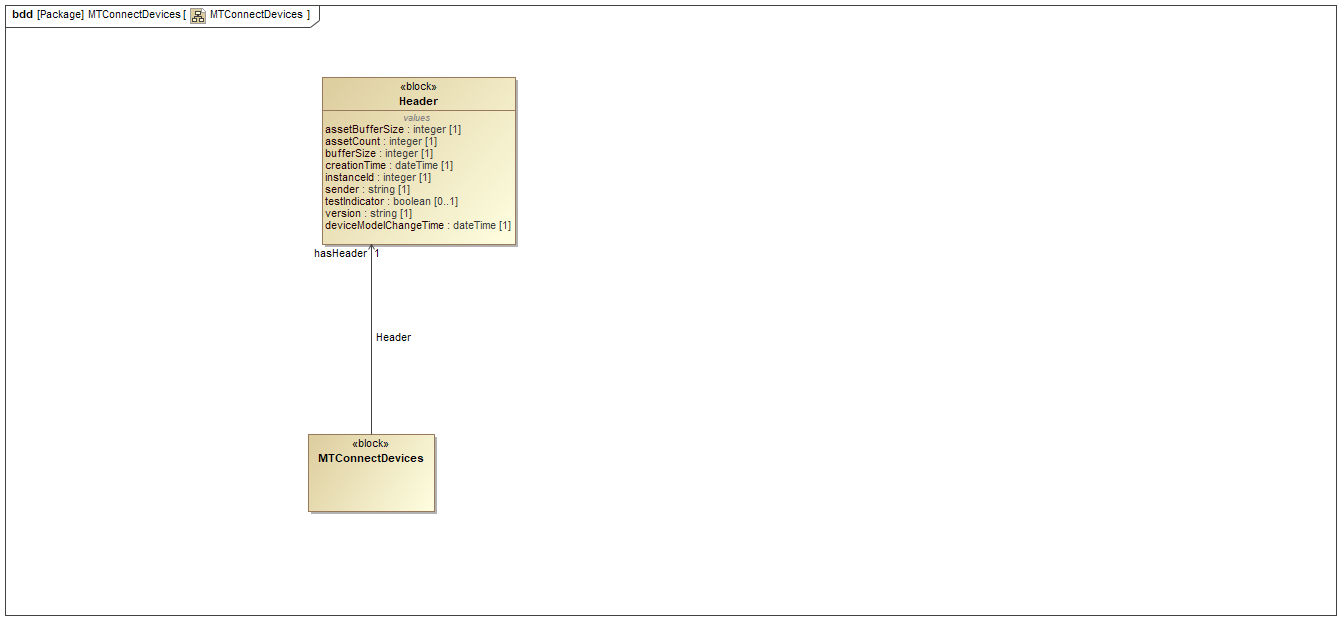 bdd [Package] MTConnectDevices [ MTConnectDevices ]
«block»
Header
values
assetBufferSize : integer [1]
assetCount : integer [1]
bufferSize : integer [1]
creationTime : dateTime [1]
instanceId : integer [1]
sender : string [1]
testIndicator : boolean [0..1]
version : string [1]
deviceModelChangeTime : dateTime [1]
hasHeader 1
Header
«block»
MTConnectDevices